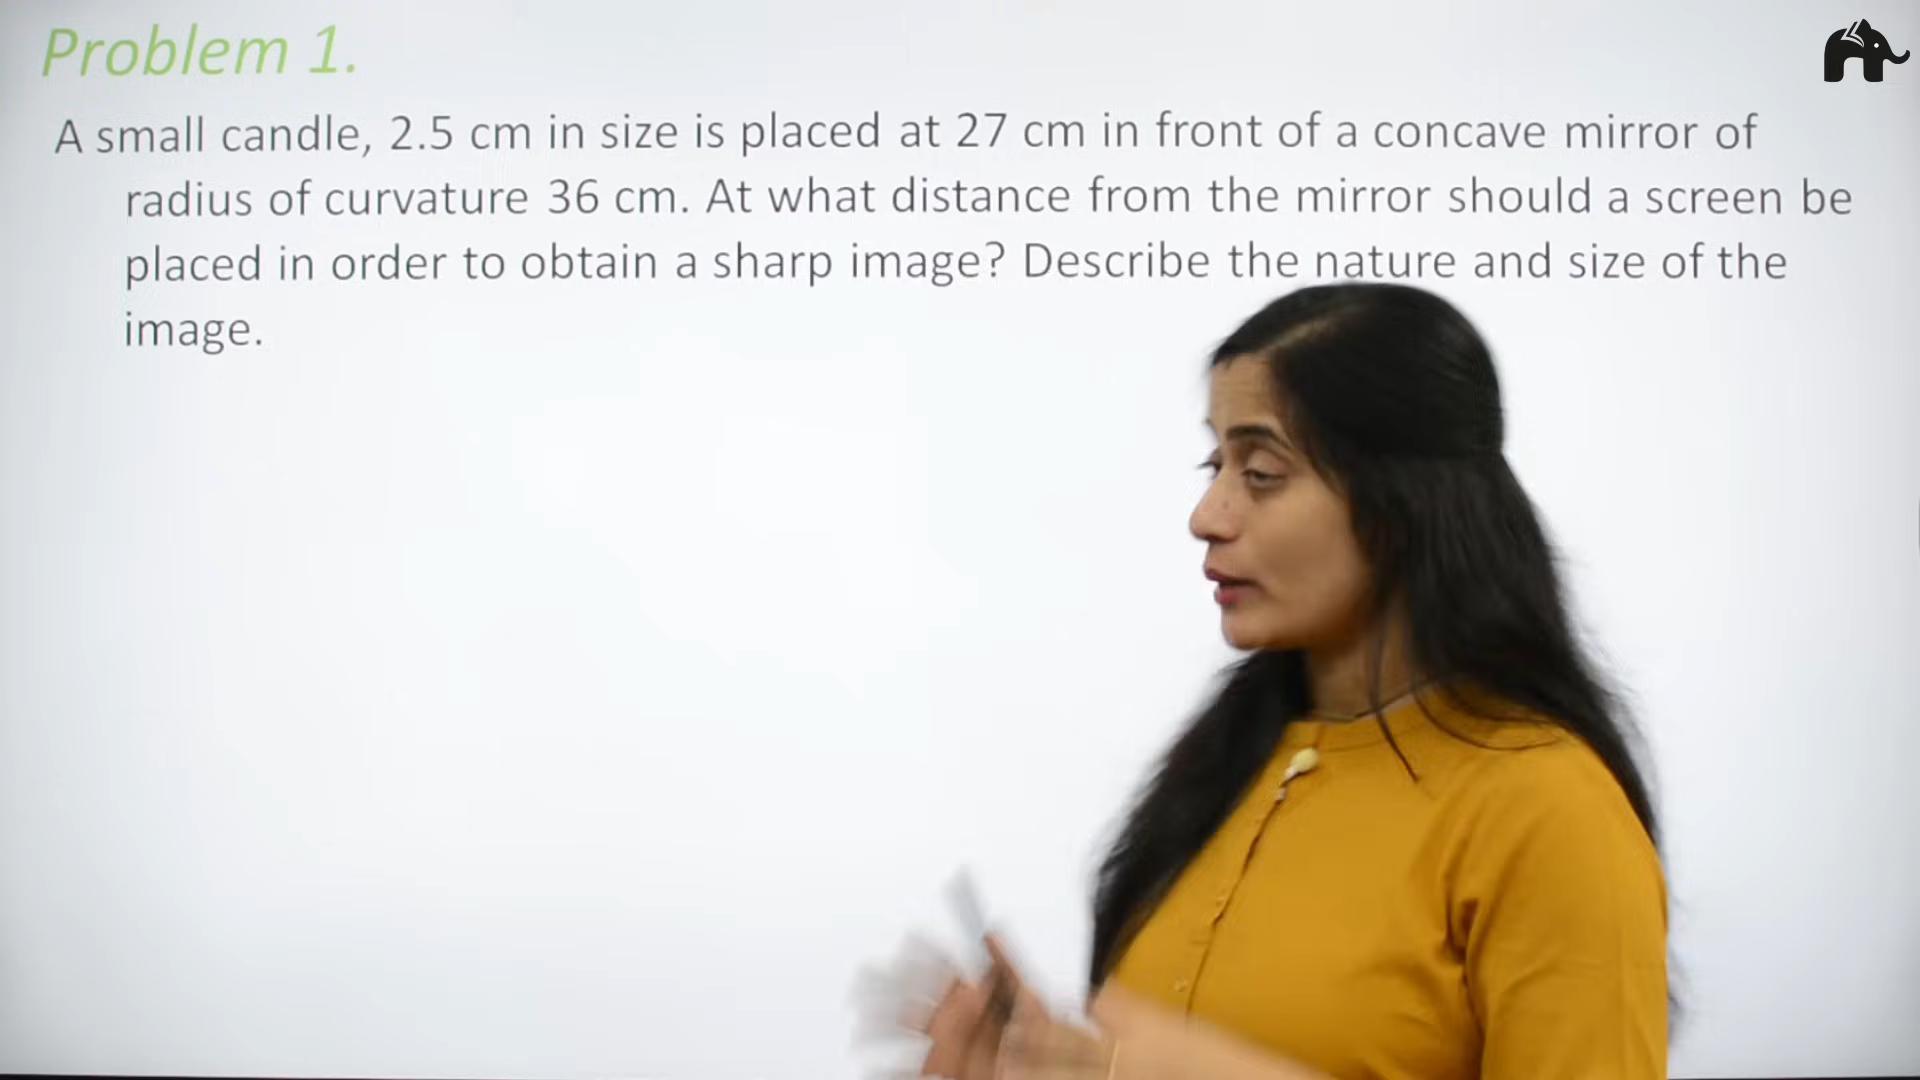 Problem 1.
A small candle, 2.5 cm in size is placed at 27 cm in front of a concave mirror of
radius of curvature 36 cm. At what distance from the mirror should a screen be
placed in order to obtain a sharp image? Describe the nature and size of the
image.